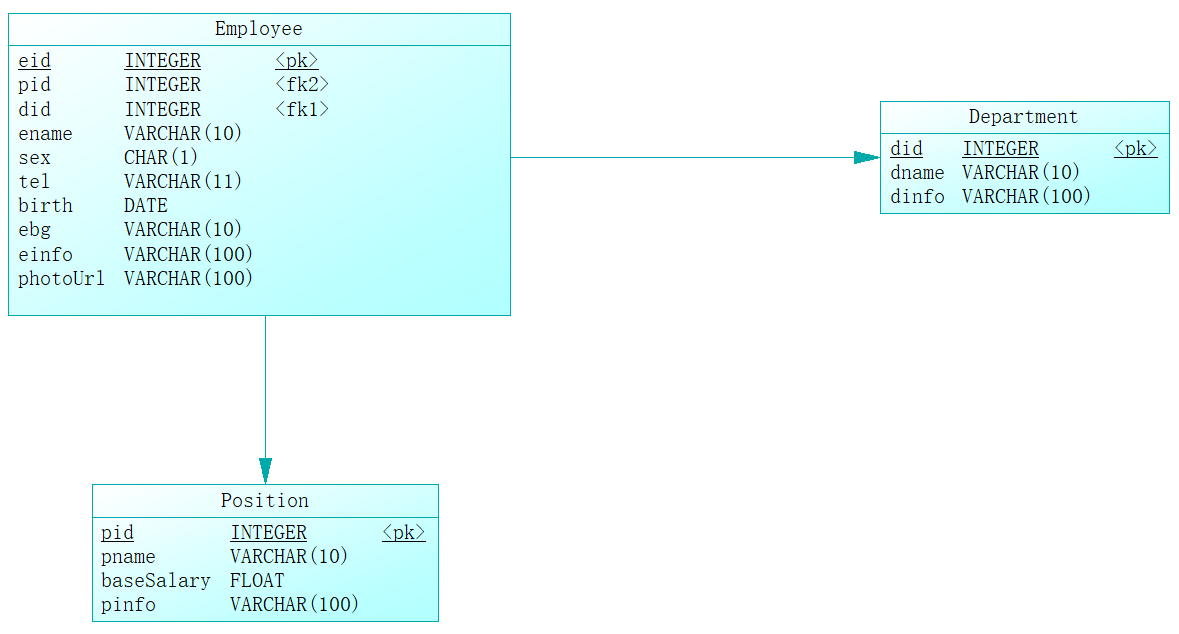 Employee
eid INTEGER <pk>
pid INTEGER <fk2>
did INTEGER <fk1>
ename VARCHAR(10)
sex CHAR(1)
tel VARCHAR(11)
birth DATE
ebg VARCHAR(10)
einfo VARCHAR(100)
photoUrl VARCHAR(100)
Department
did INTEGER <pk>
dname VARCHAR(10)
dinfo VARCHAR(100)
Position
pid INTEGER <pk>
pname VARCHAR(10)
baseSalary FLOAT
pinfo VARCHAR(100)